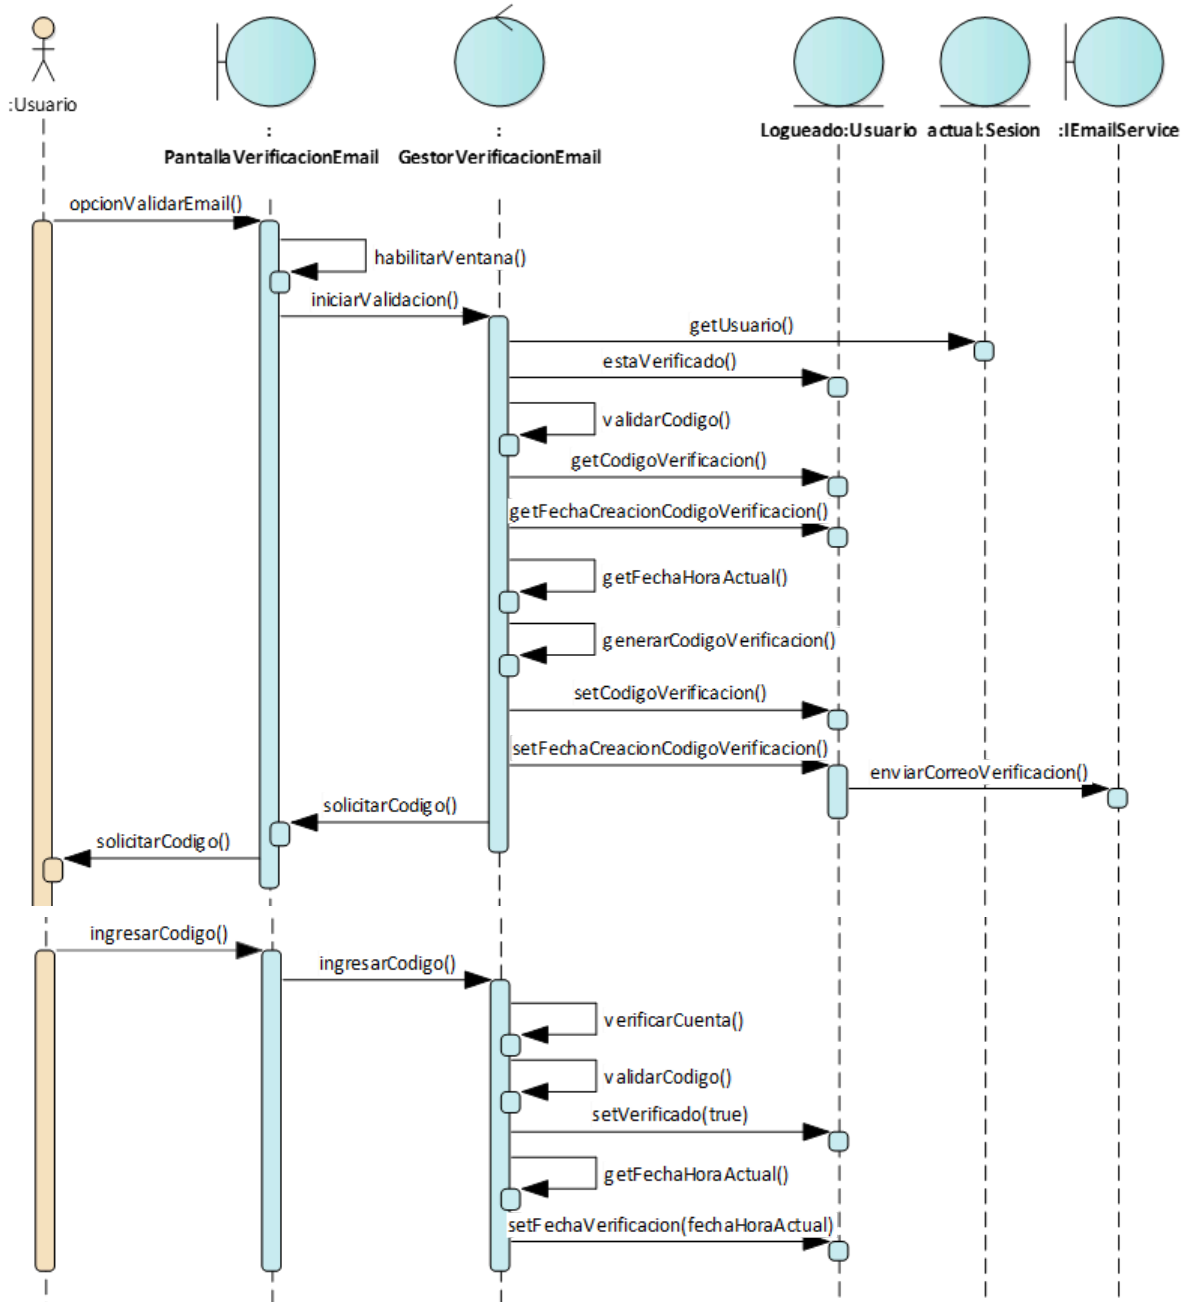 :Usuario
:
PantallaVerificacionEmail
:
GestorVerificacionEmail
Logueado:Usuario
actual:Sesion
:IEmailService
opcionValidarEmail()
habilitarVentana()
iniciarValidacion()
getUsuario()
estaVerificado()
validarCodigo()
getCodigoVerificacion()
getFechaCreacionCodigoVerificacion()
getFechaHoraActual()
generarCodigoVerificacion()
setCodigoVerificacion()
setFechaCreacionCodigoVerificacion()
enviarCorreoVerificacion()
solicitarCodigo()
solicitarCodigo()
ingresarCodigo()
ingresarCodigo()
verificarCuenta()
validarCodigo()
setVerificado(true)
getFechaHoraActual()
setFechaVerificacion(fechaHoraActual)